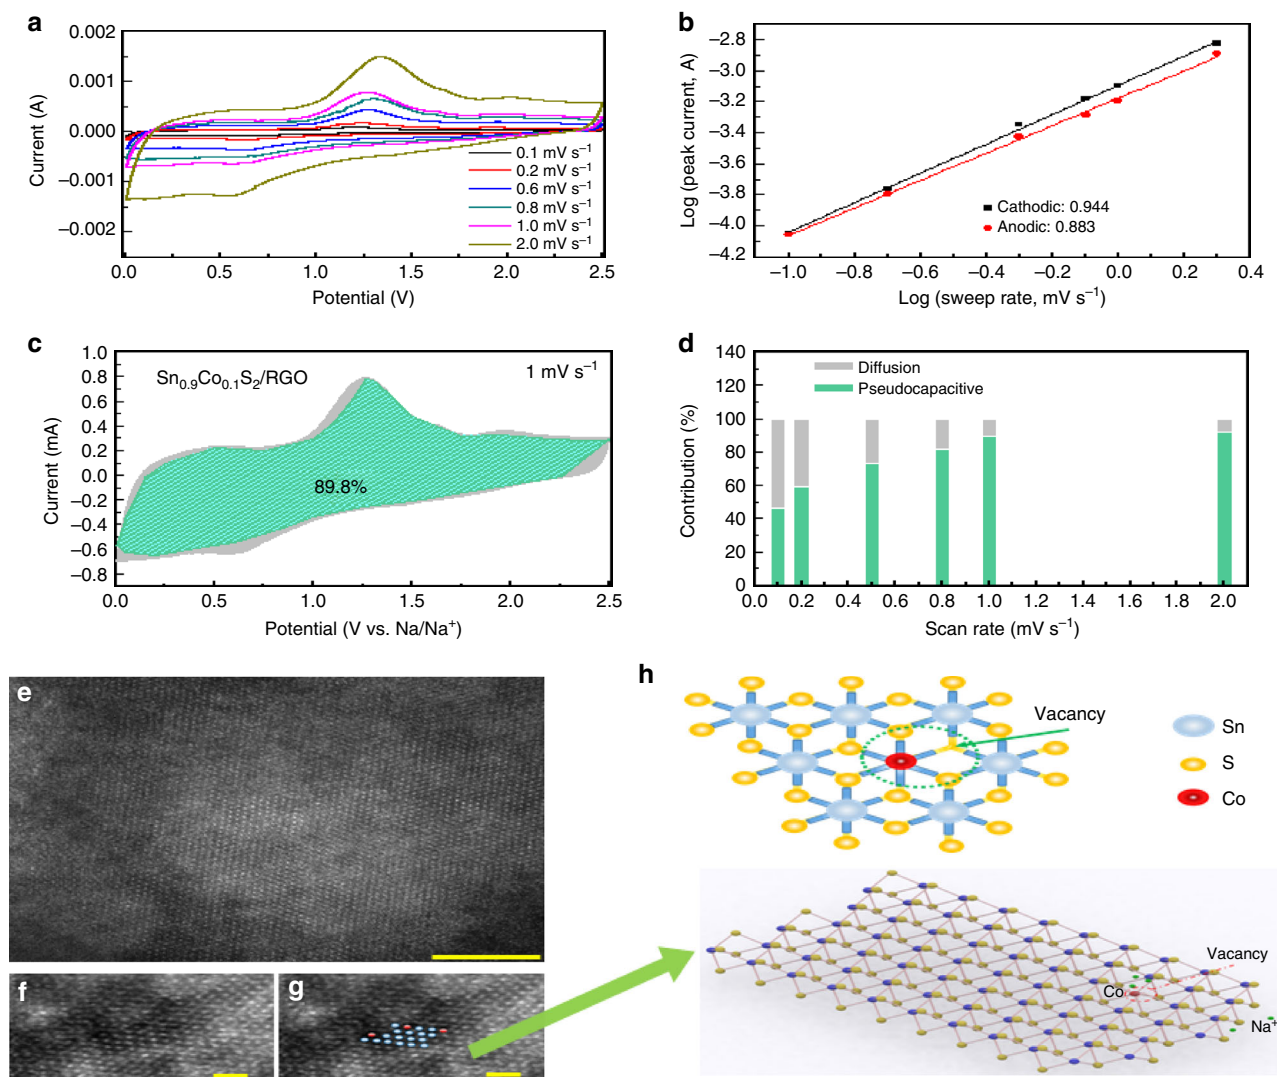 a
0.002
0.001
0.000
−0.001
−0.002
Current (A)
0.0
0.5
1.0
1.5
2.0
2.5
Potential (V)
0.1 mV s⁻¹
0.2 mV s⁻¹
0.6 mV s⁻¹
0.8 mV s⁻¹
1.0 mV s⁻¹
2.0 mV s⁻¹
b
−2.8
−3.0
−3.2
−3.4
−3.6
−3.8
−4.0
−4.2
Log (peak current, A)
Cathodic: 0.944
Anodic: 0.883
−1.0
−0.8
−0.6
−0.4
−0.2
0.0
0.2
0.4
Log (sweep rate, mV s⁻¹)
c
1.0
0.8
0.6
0.4
0.2
0.0
−0.2
−0.4
−0.6
−0.8
Current (mA)
Sn₀.₉Co₀.₁S₂/RGO
1 mV s⁻¹
89.8%
0.0
0.5
1.0
1.5
2.0
2.5
Potential (V vs. Na/Na⁺)
d
140
120
100
80
60
40
20
0
Contribution (%)
Diffusion
Pseudocapacitive
0.0
0.2
0.4
0.6
0.8
1.0
1.2
1.4
1.6
1.8
2.0
Scan rate (mV s⁻¹)
e
f
g
h
Vacancy
Sn
S
Co
Vacancy
Co
Na⁺